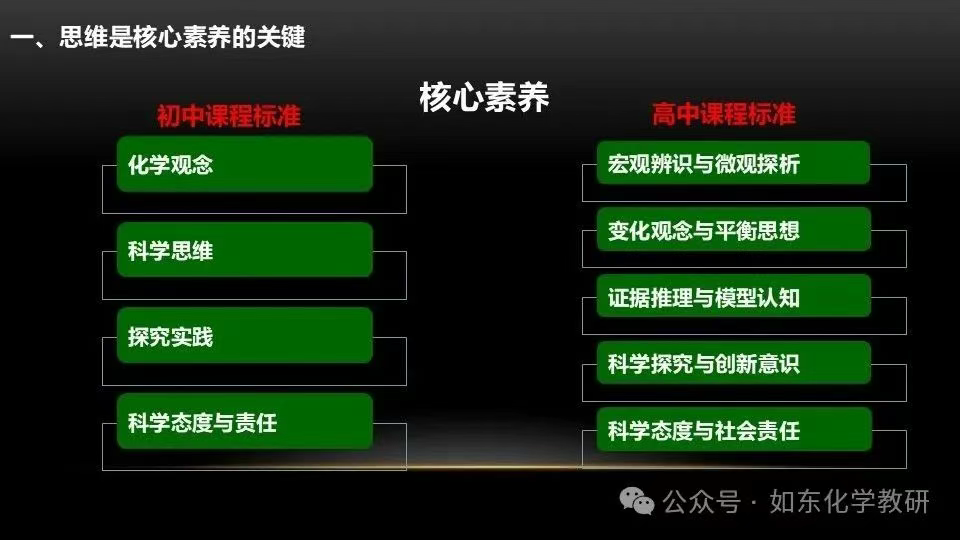 一、思维是核心素养的关键
核心素养
初中课程标准
化学观念
科学思维
探究实践
科学态度与责任
高中课程标准
宏观辨识与微观探析
变化观念与平衡思想
证据推理与模型认知
科学探究与创新意识
科学态度与社会责任
公众号·如东化学教研